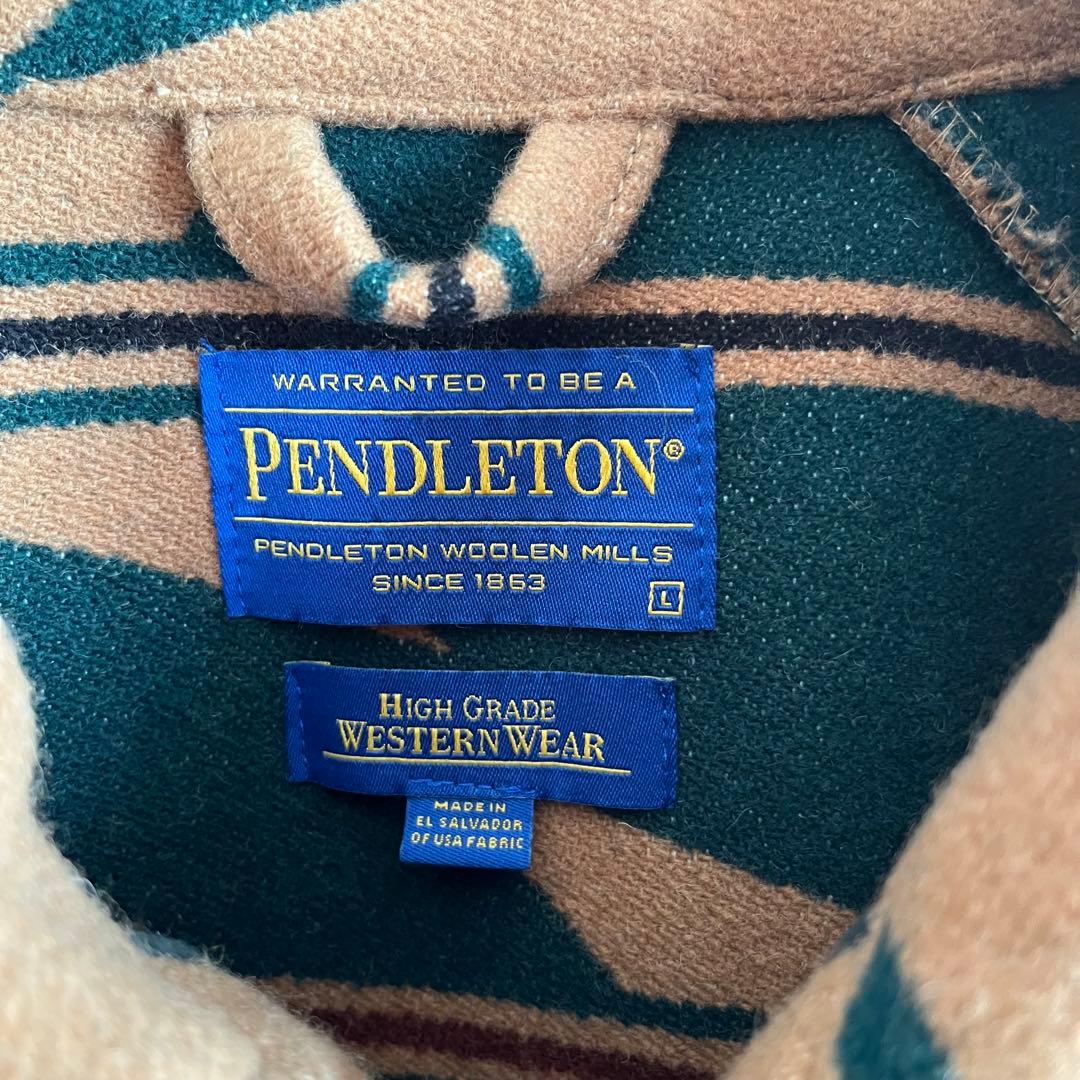 WARRANTED TO BE A
PENDLETON®
PENDLETON WOOLEN MILLS
SINCE 1863
L
HIGH GRADE
WESTERN WEAR
MADE IN
EL SALVADOR
OF USA FABRIC